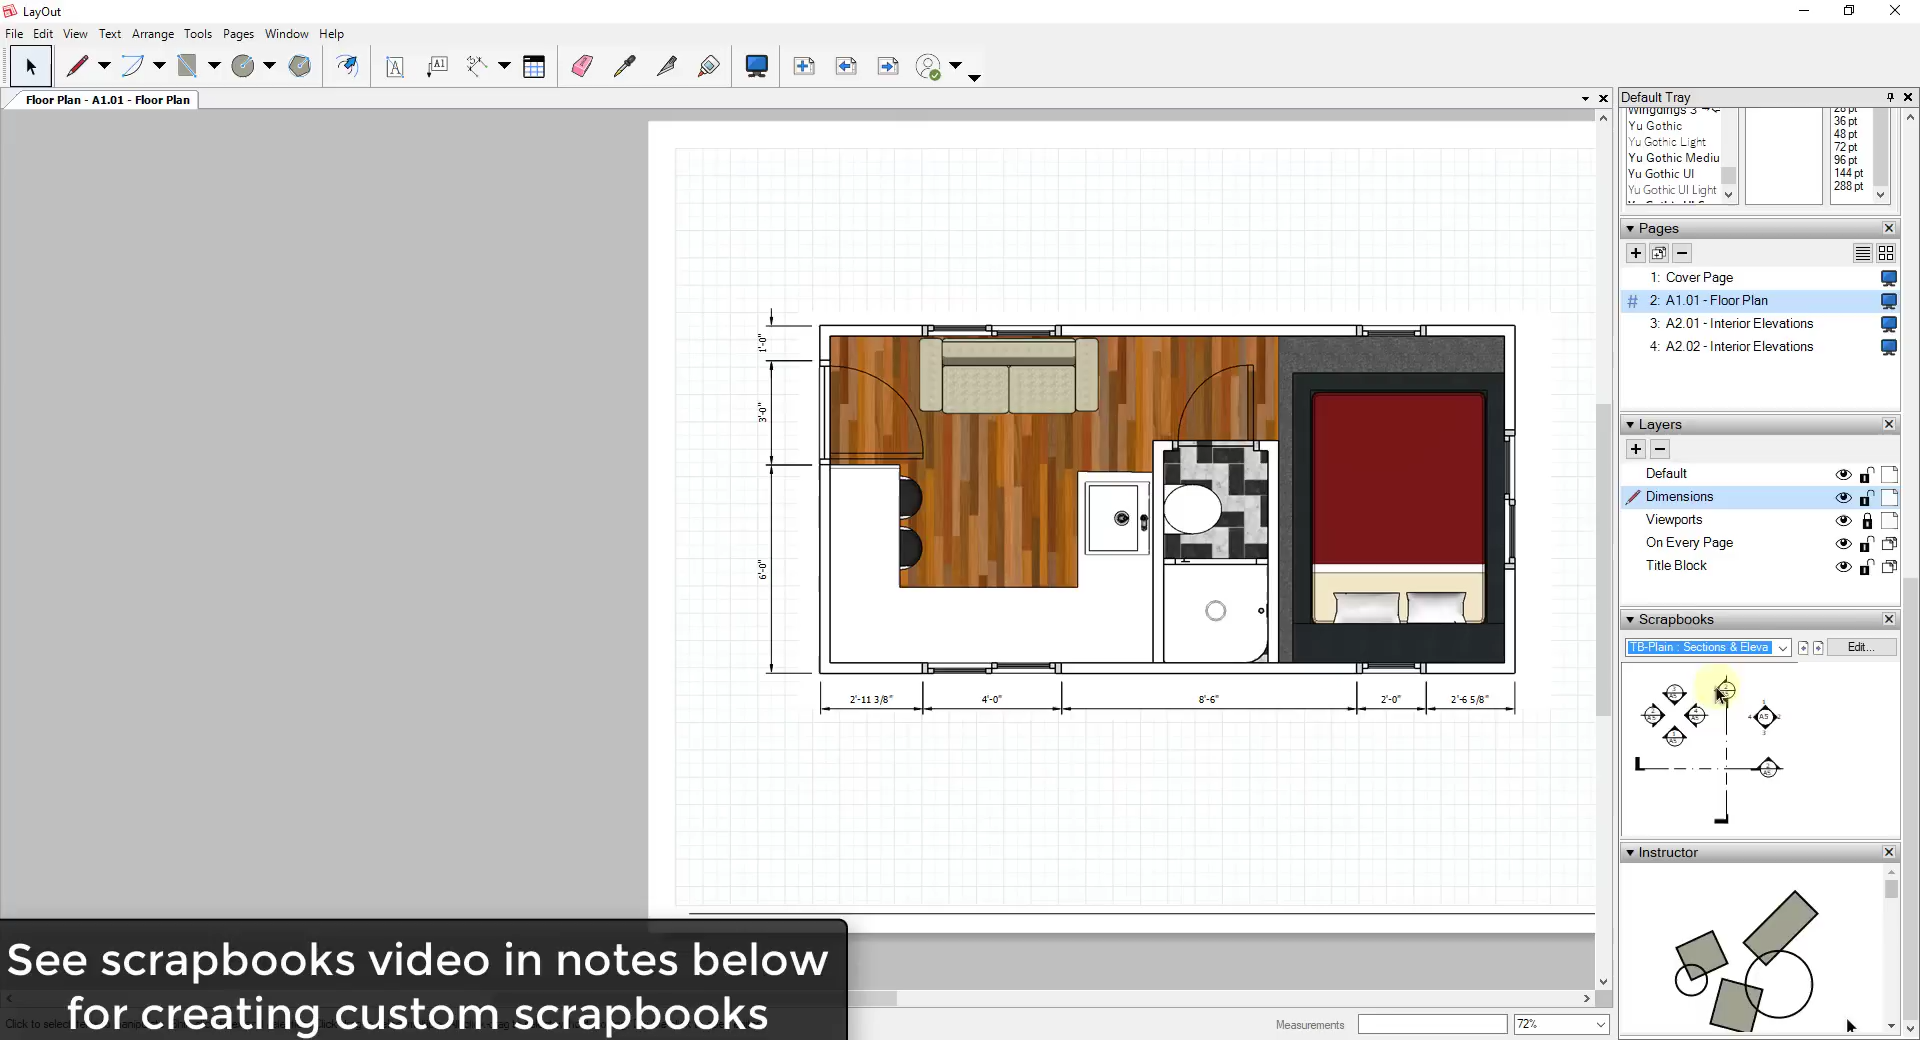 LayOut
File Edit View Text Arrange Tools Pages Window Help
Floor Plan - A1.01 - Floor Plan
Default Tray
Wingdings 3
Yu Gothic
Yu Gothic Light
Yu Gothic Mediu
Yu Gothic UI
Yu Gothic UI Light
28 pt
36 pt
48 pt
72 pt
96 pt
144 pt
288 pt
Pages
1: Cover Page
# 2: A1.01 - Floor Plan
3: A2.01 - Interior Elevations
4: A2.02 - Interior Elevations
Layers
Default
Dimensions
Viewports
On Every Page
Title Block
Scrapbooks
TB-Plain : Sections & Eleva
Edit...
A5
Instructor
1'-0"
3'-0"
6'-0"
2'-11 3/8"
4'-0"
8'-6"
2'-0"
2'-6 5/8"
See scrapbooks video in notes below
for creating custom scrapbooks
Measurements
72%